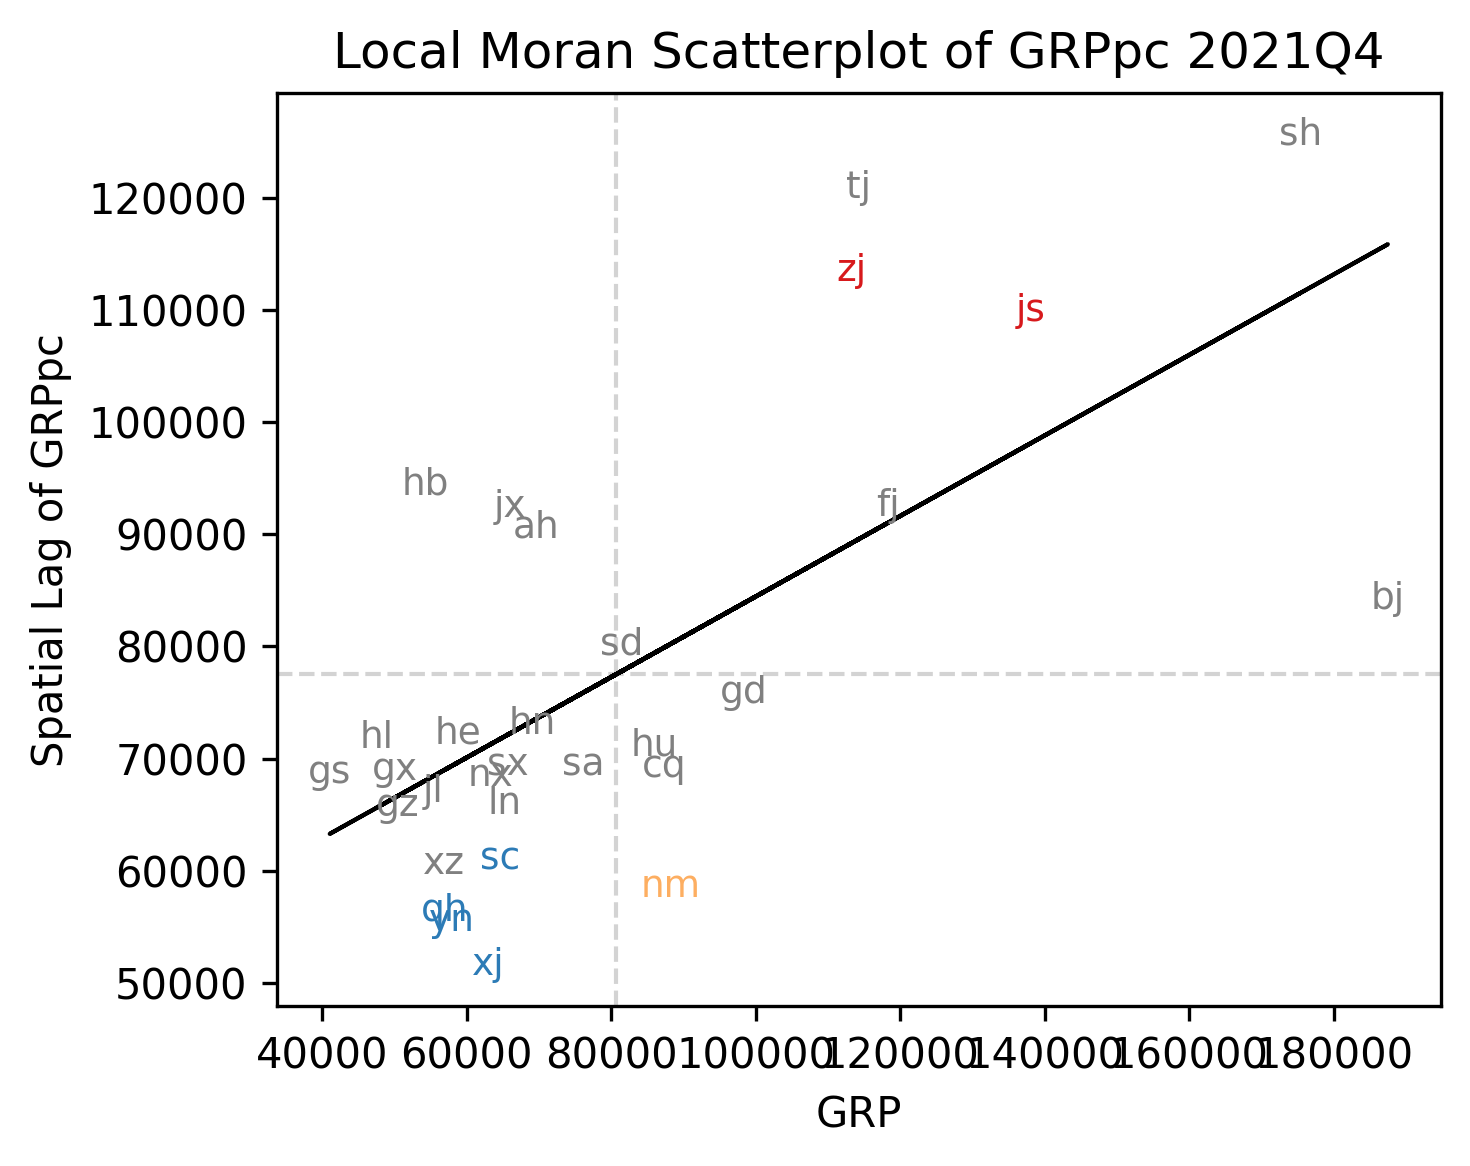 Local Moran Scatterplot of GRPpc 2021Q4
sh
tj
120000
zj
js
110000
100000
hb
jx
fj
ah
90000
bj
sd
80000
gd
hn
he
hl
hu
70000
sx
sa
cq
gs
gx
nx
jl
ln
gz
sc
xz
60000
nm
qh
yn
xj
50000
Spatial Lag of GRPpc
40000 60000 80000 100000 120000 140000 160000 180000
GRP